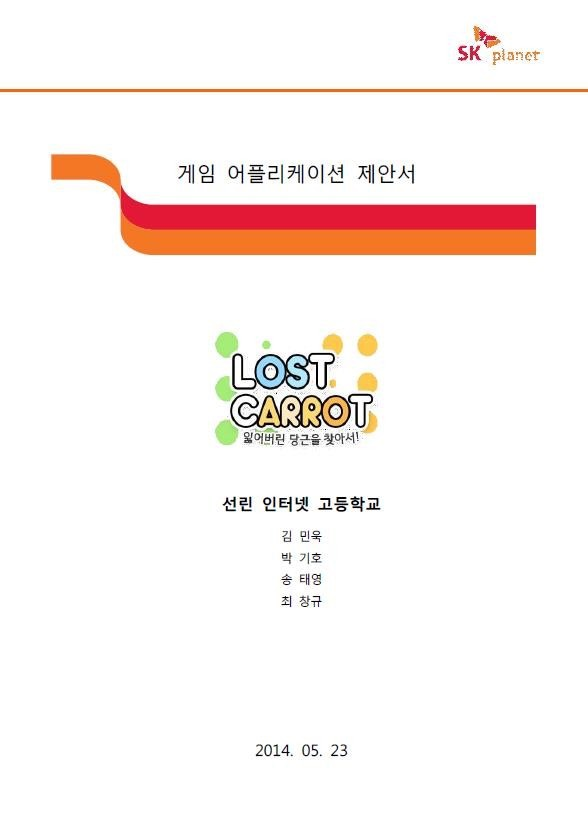 SK planet
게임 어플리케이션 제안서
LOST
CARROT
잃어버린 당근을 찾아서!
선린 인터넷 고등학교
김 민욱
박 기호
송 태영
최 창규
2014. 05. 23